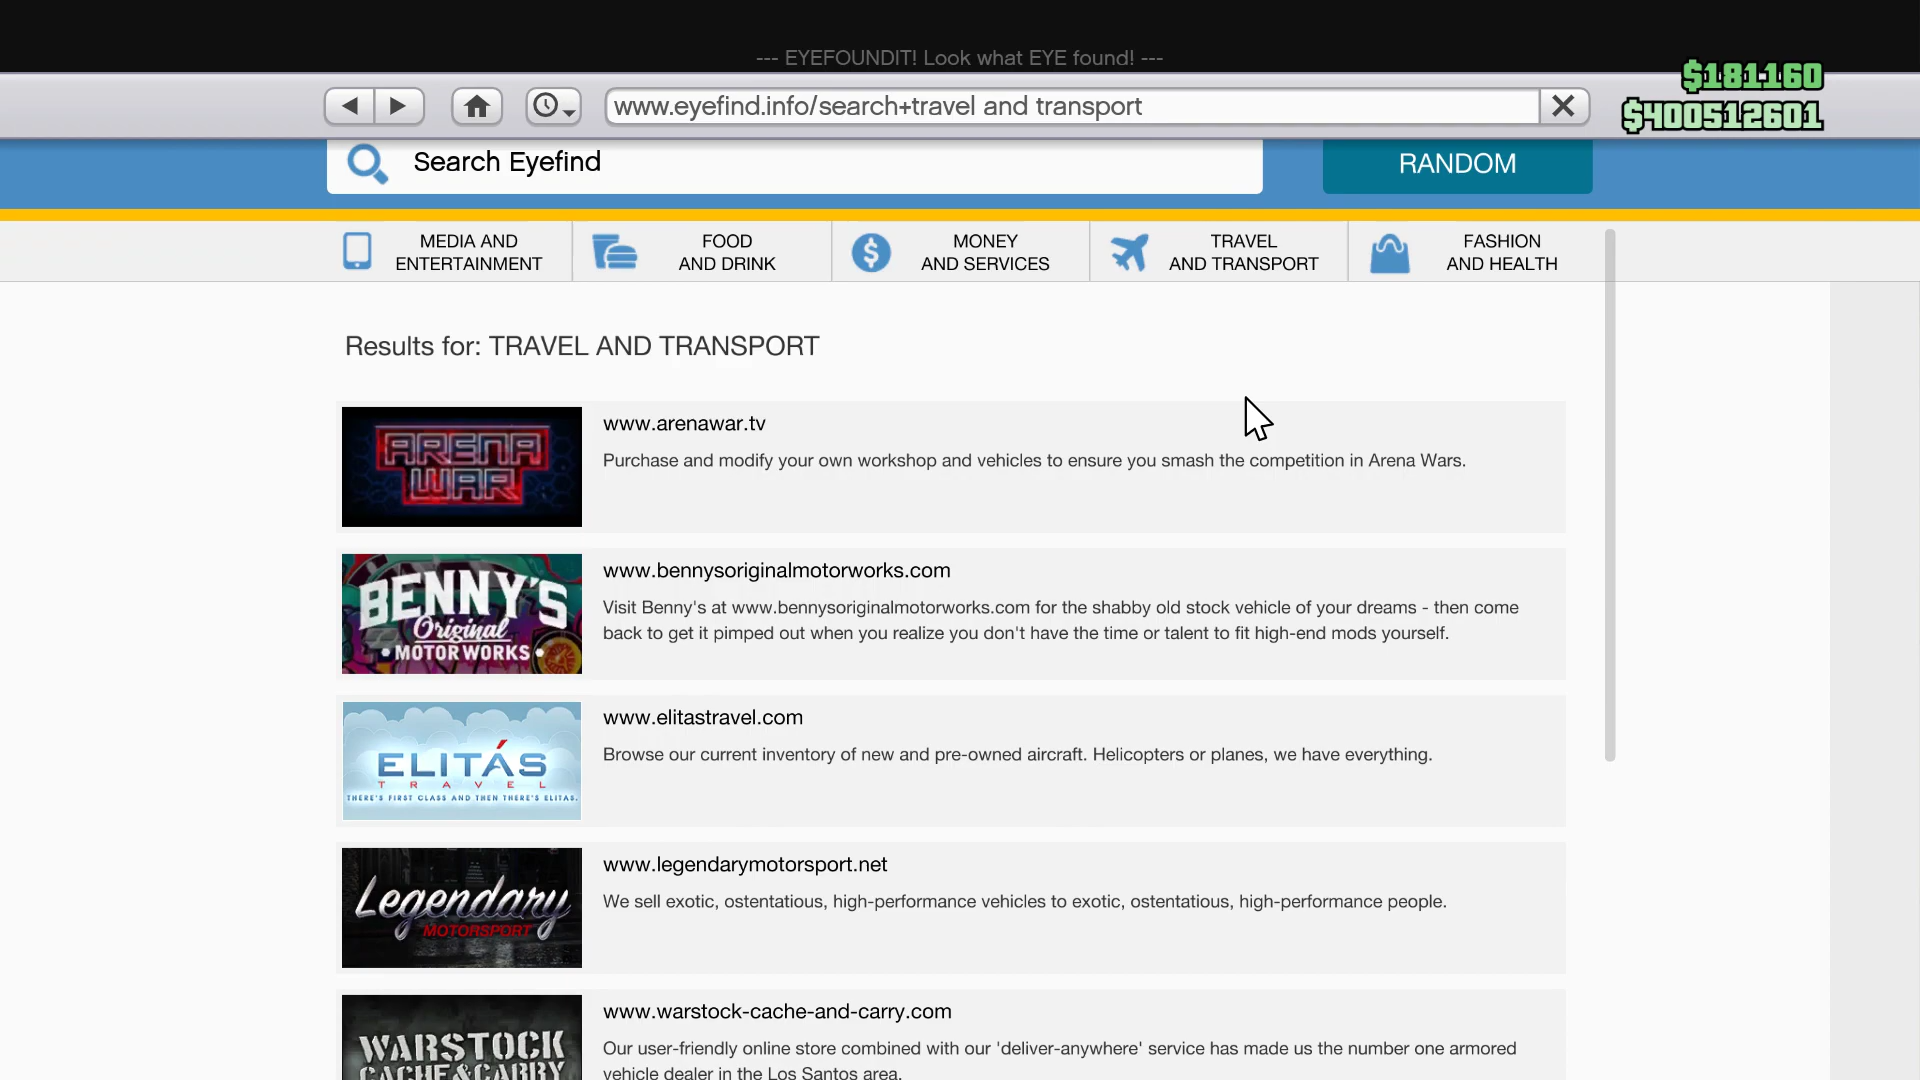 --- EYEFOUNDIT! Look what EYE found! ---
$181160
www.eyefind.info/search+travel and transport
$400512601
Search Eyefind
RANDOM
MEDIA AND
ENTERTAINMENT
FOOD
AND DRINK
MONEY
AND SERVICES
TRAVEL
AND TRANSPORT
FASHION
AND HEALTH
Results for: TRAVEL AND TRANSPORT
ARENA
WAR
www.arenawar.tv
Purchase and modify your own workshop and vehicles to ensure you smash the competition in Arena Wars.
BENNY'S
Original
•MOTOR WORKS•
www.bennysoriginalmotorworks.com
Visit Benny's at www.bennysoriginalmotorworks.com for the shabby old stock vehicle of your dreams - then come
back to get it pimped out when you realize you don't have the time or talent to fit high-end mods yourself.
ELITÁS
TRAVEL
THERE'S FIRST CLASS AND THEN THERE'S ELITAS.
www.elitastravel.com
Browse our current inventory of new and pre-owned aircraft. Helicopters or planes, we have everything.
Legendary
MOTORSPORT
www.legendarymotorsport.net
We sell exotic, ostentatious, high-performance vehicles to exotic, ostentatious, high-performance people.
WARSTOCK
CACHE&CARRY
www.warstock-cache-and-carry.com
Our user-friendly online store combined with our 'deliver-anywhere' service has made us the number one armored
vehicle dealer in the Los Santos area.